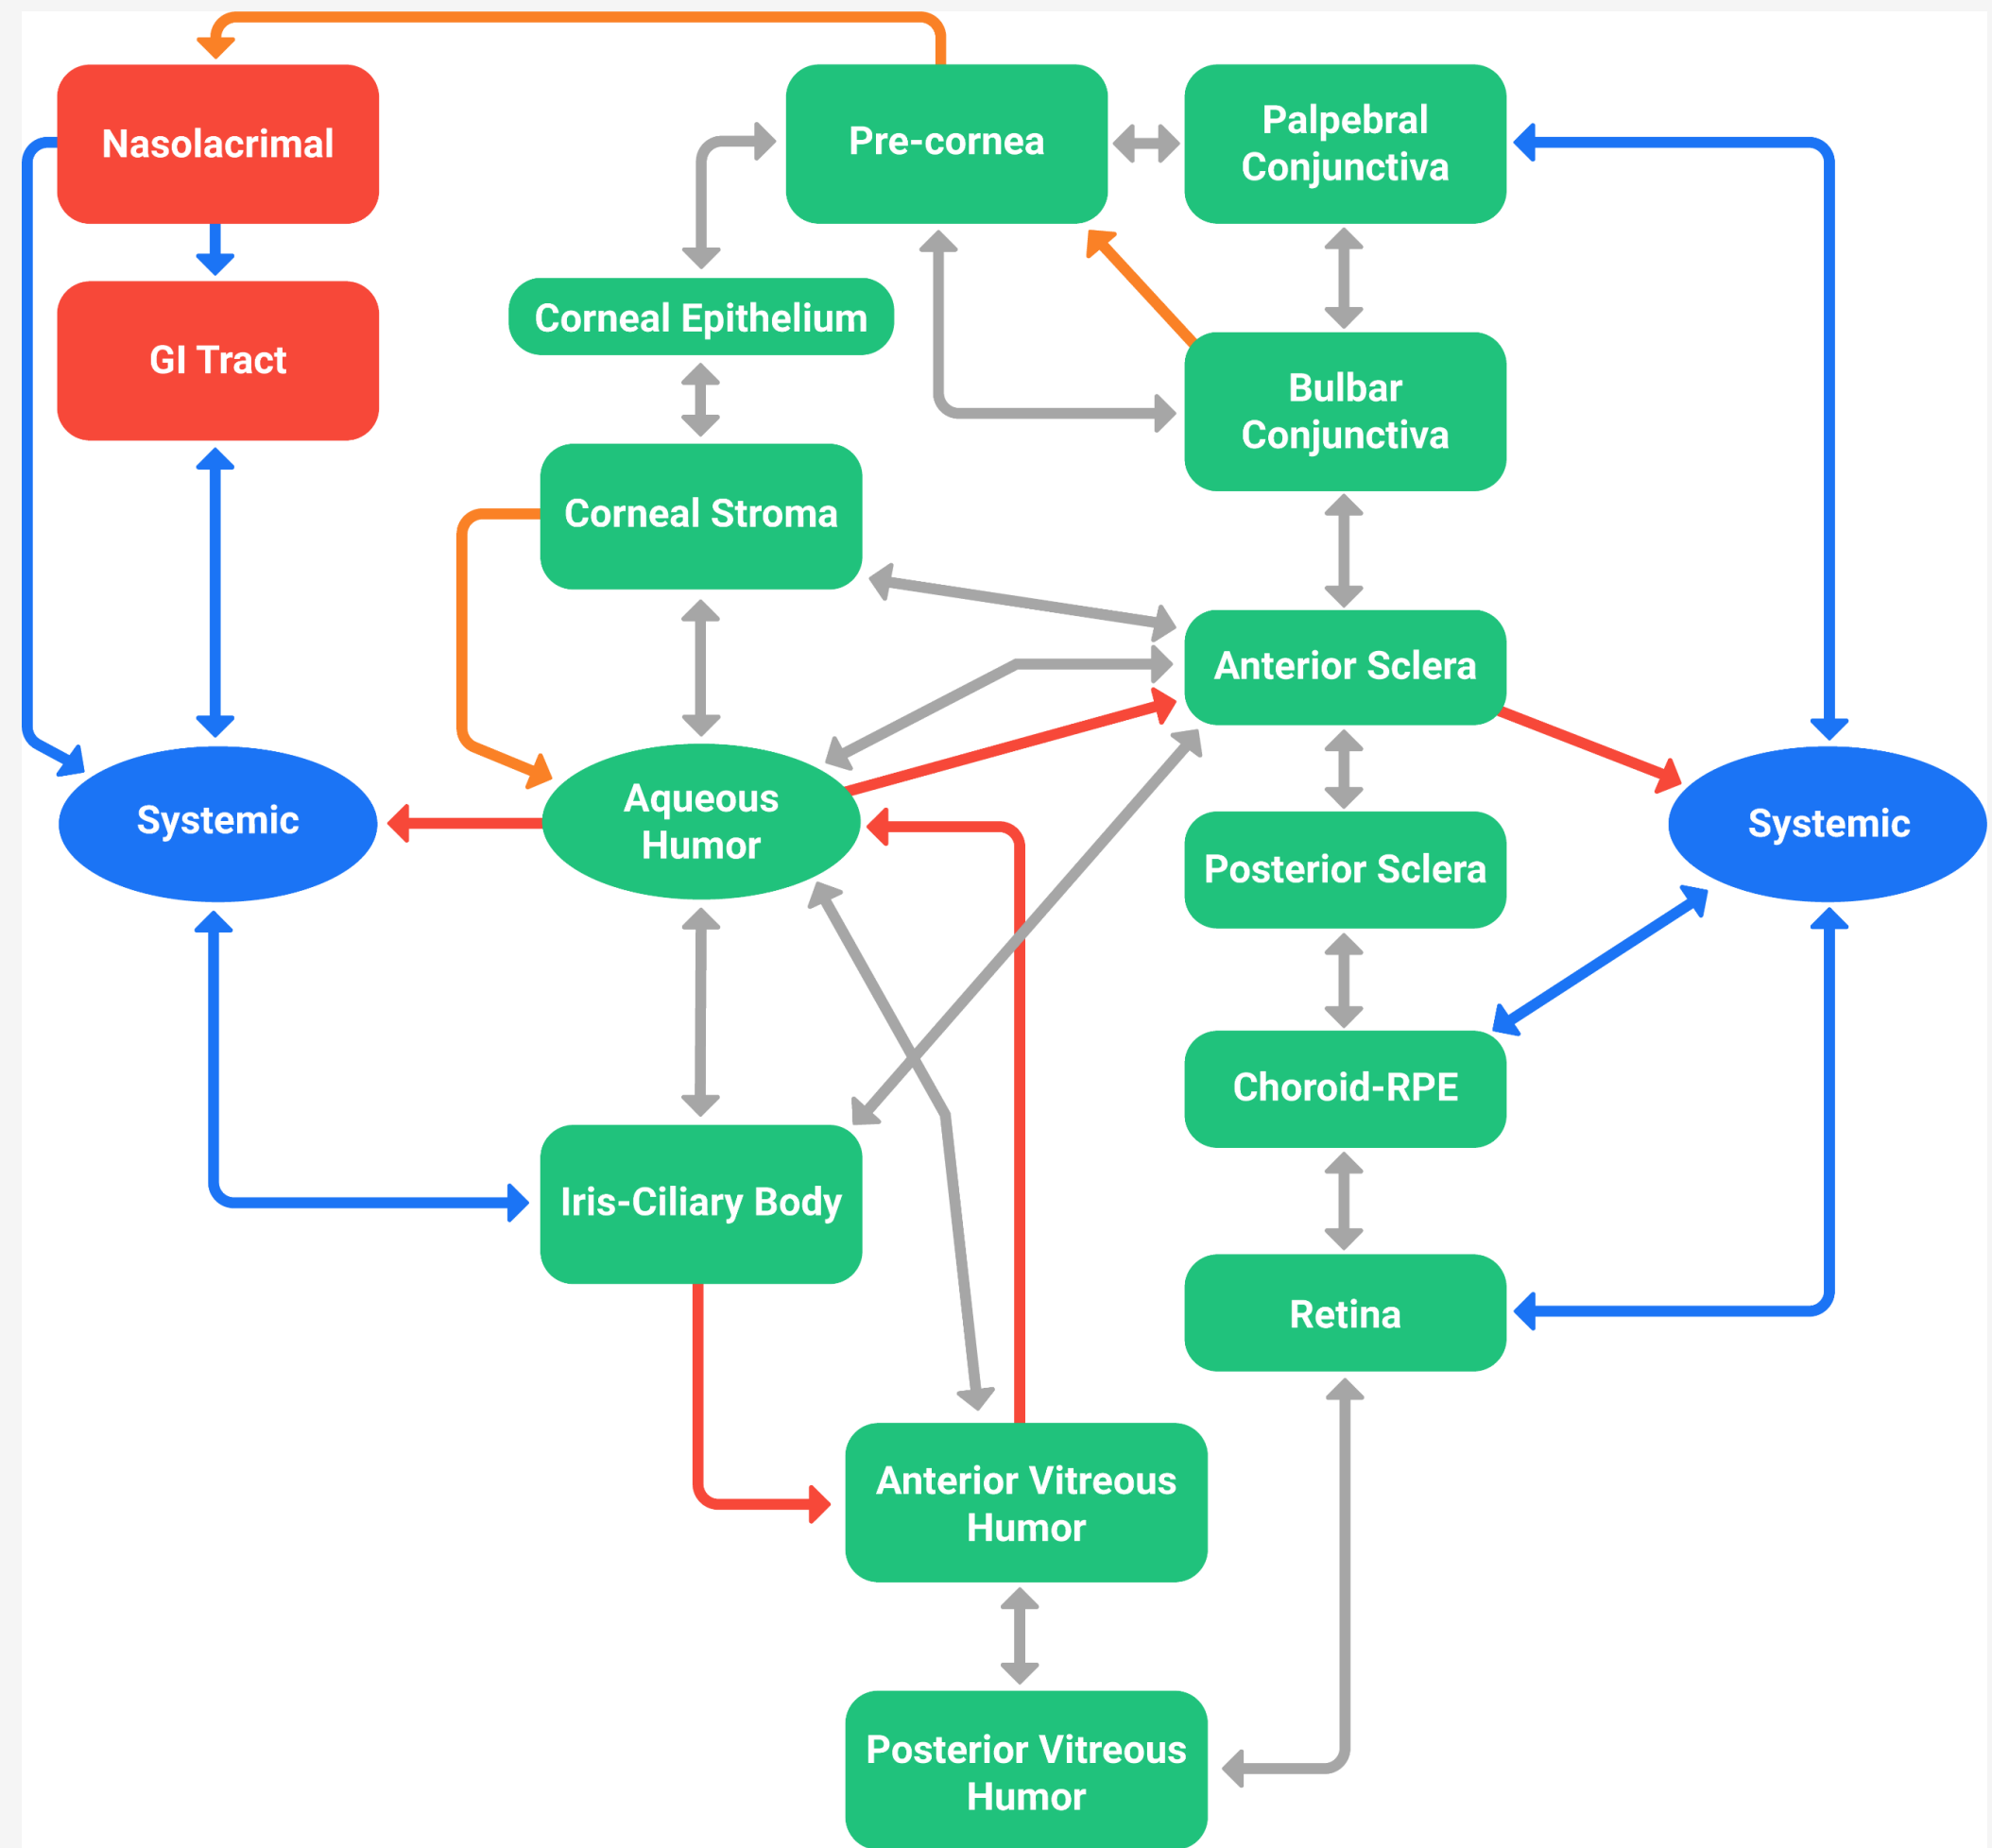 Nasolacrimal
Pre-cornea
Palpebral
Conjunctiva
GI Tract
Corneal Epithelium
Bulbar
Conjunctiva
Corneal Stroma
Anterior Sclera
Systemic
Aqueous
Humor
Posterior Sclera
Systemic
Choroid-RPE
Iris-Ciliary Body
Retina
Anterior Vitreous
Humor
Posterior Vitreous
Humor